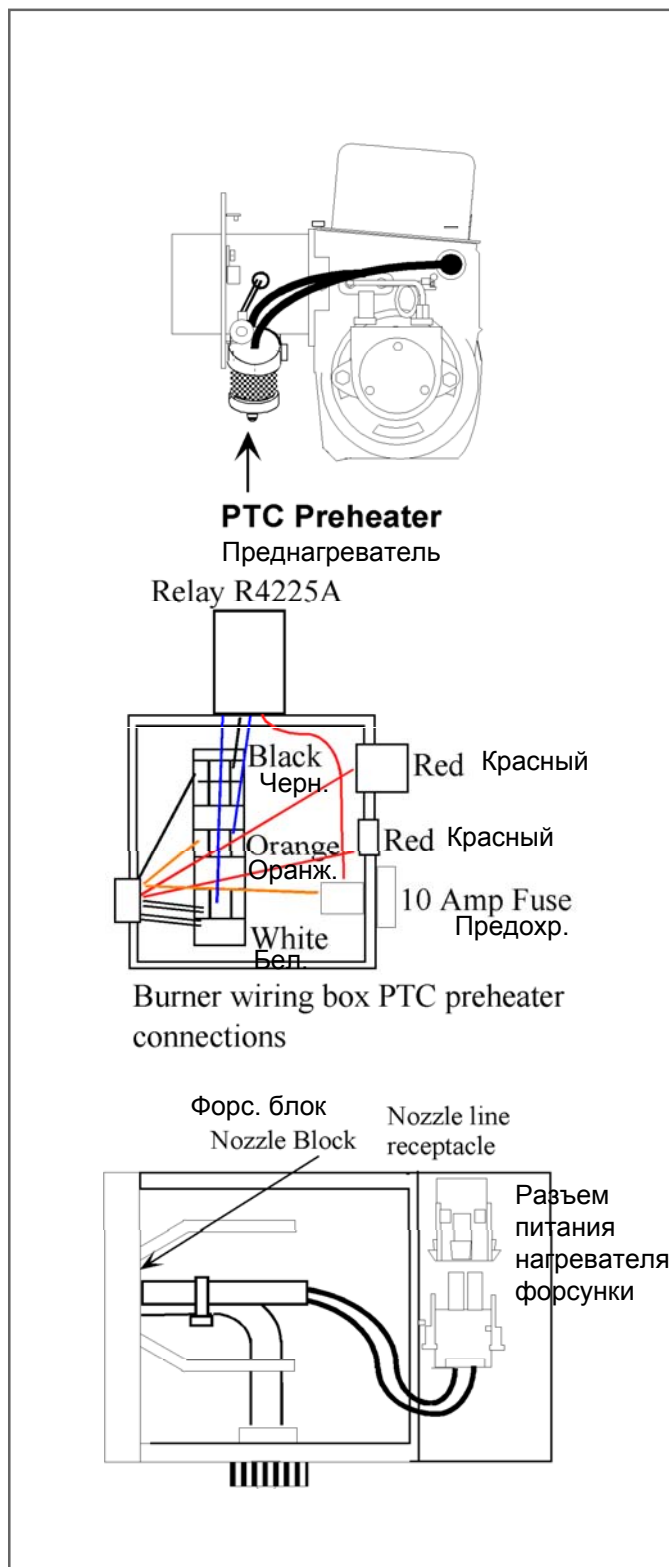 PTC Preheater
Преднагреватель
Relay R4225A
Black
Черн.
Red Красный
Orange
Оранж.
Red Красный
10 Amp Fuse
Предохр.
White
Бел.
Burner wiring box PTC preheater
connections
Форс. блок
Nozzle Block
Nozzle line
receptacle
Разъем
питания
нагревателя
форсунки